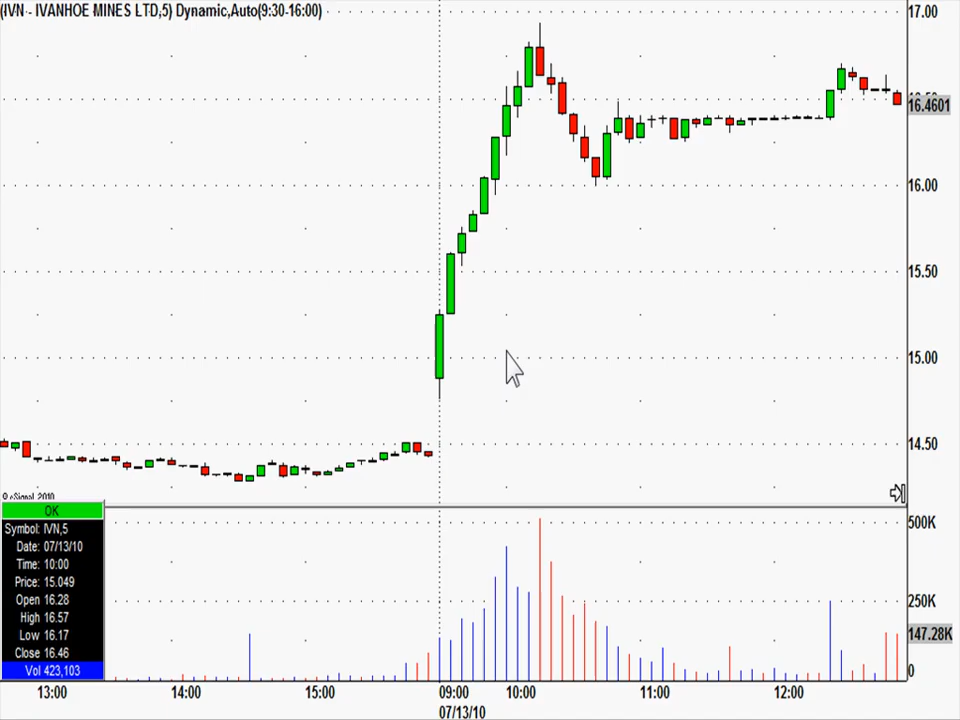 (IVN - IVANHOE MINES LTD,5) Dynamic,Auto(9:30-16:00)
17.00
16.4601
16.00
15.50
15.00
14.50
© eSignal, 2010
OK
Symbol: IVN,5
Date: 07/13/10
Time: 10:00
Price: 15.049
Open 16.28
High 16.57
Low 16.17
Close 16.46
Vol 423,103
500K
250K
147.28K
0
13:00 14:00 15:00 09:00 10:00 11:00 12:00
07/13/10